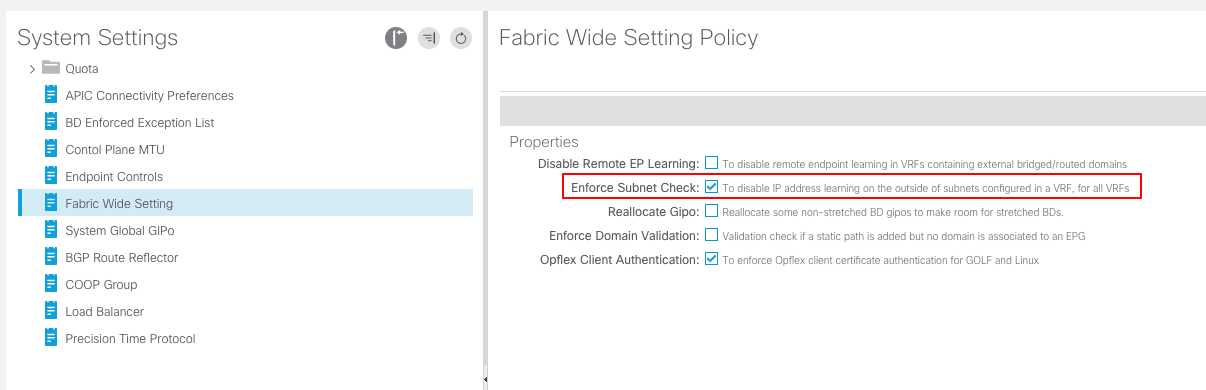 System Settings
Quota
APIC Connectivity Preferences
BD Enforced Exception List
Contol Plane MTU
Endpoint Controls
Fabric Wide Setting
System Global GIPo
BGP Route Reflector
COOP Group
Load Balancer
Precision Time Protocol
Fabric Wide Setting Policy
Properties
Disable Remote EP Learning: To disable remote endpoint learning in VRFs containing external bridged/routed domains
Enforce Subnet Check: To disable IP address learning on the outside of subnets configured in a VRF, for all VRFs
Reallocate Gipo: Reallocate some non-stretched BD gipos to make room for stretched BDs.
Enforce Domain Validation: Validation check if a static path is added but no domain is associated to an EPG
Opflex Client Authentication: To enforce Opflex client certificate authentication for GOLF and Linux